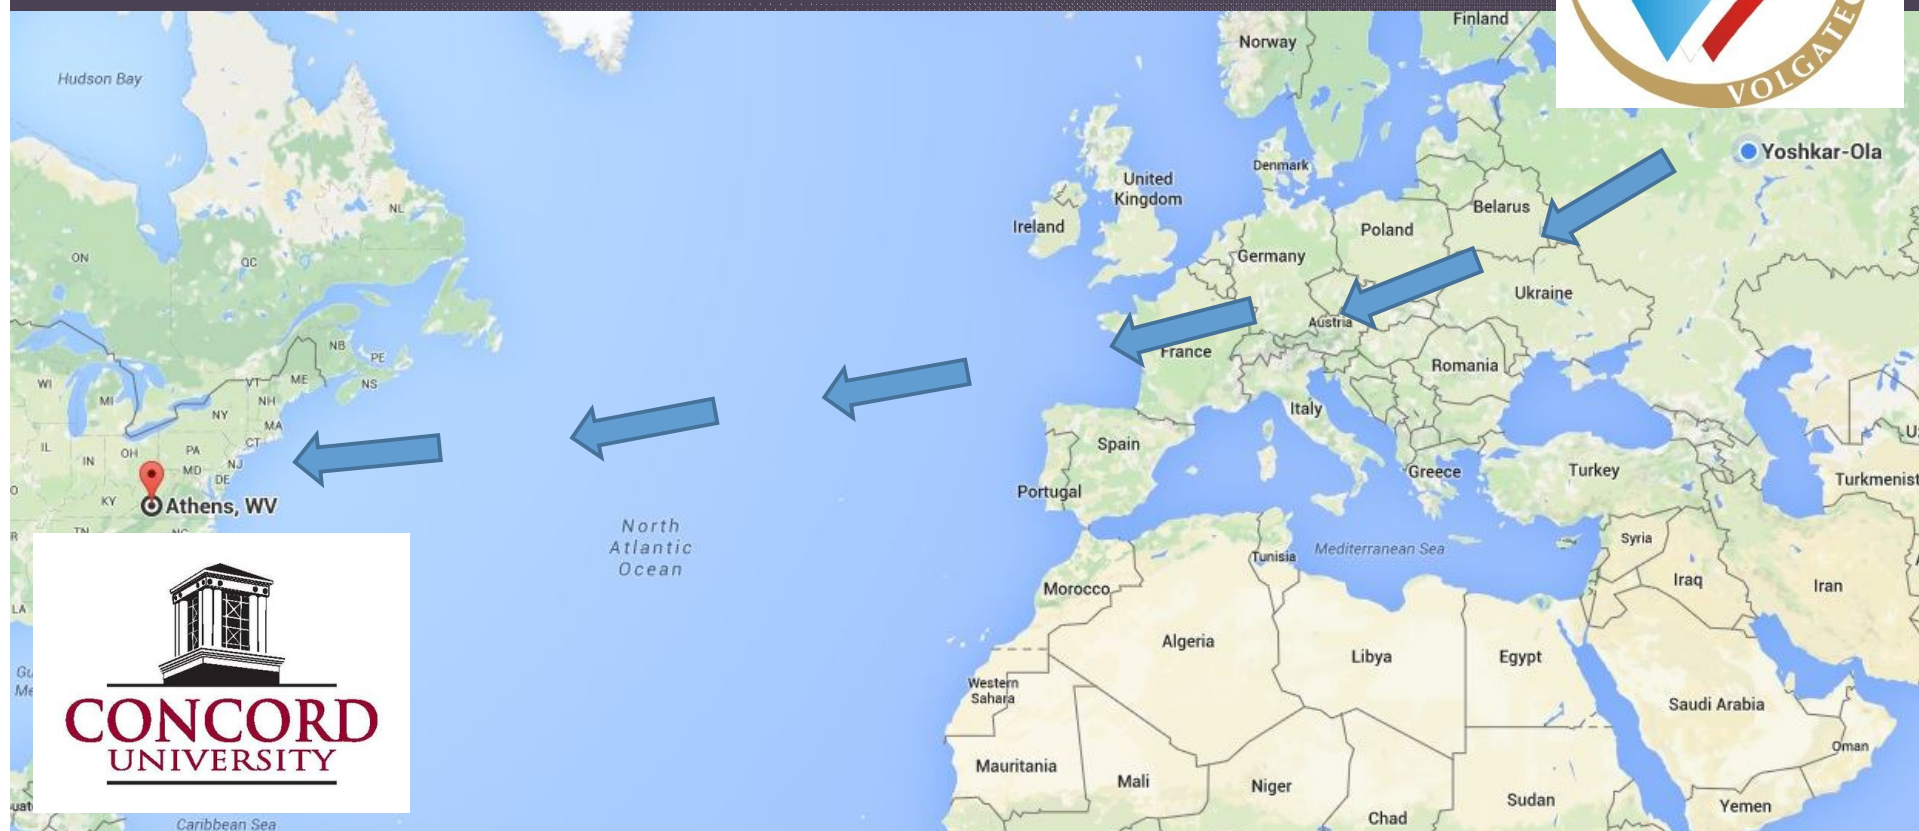 Finland
Norway
Hudson Bay
VOLGATE
Yoshkar-Ola
Denmark
United
Kingdom
NL
Belarus
Ireland
Poland
ON
QC
Germany
Ukraine
Austria
NB
PE
France
Romania
WI
MI
VT
ME
NS
NH
NY
MA
Italy
CT
IL
IN
OH
PA
NJ
MD
DE
Spain
Greece
Turkey
Turkmenist
KY
Athens, WV
Portugal
North
Atlantic
Ocean
TN
NC
Syria
Tunisia
Mediterranean Sea
Morocco
Iraq
Iran
LA
Algeria
Libya
Egypt
Western
Sahara
Saudi Arabia
CONCORD
UNIVERSITY
Oman
Mauritania
Mali
Niger
Sudan
Yemen
Chad
Caribbean Sea